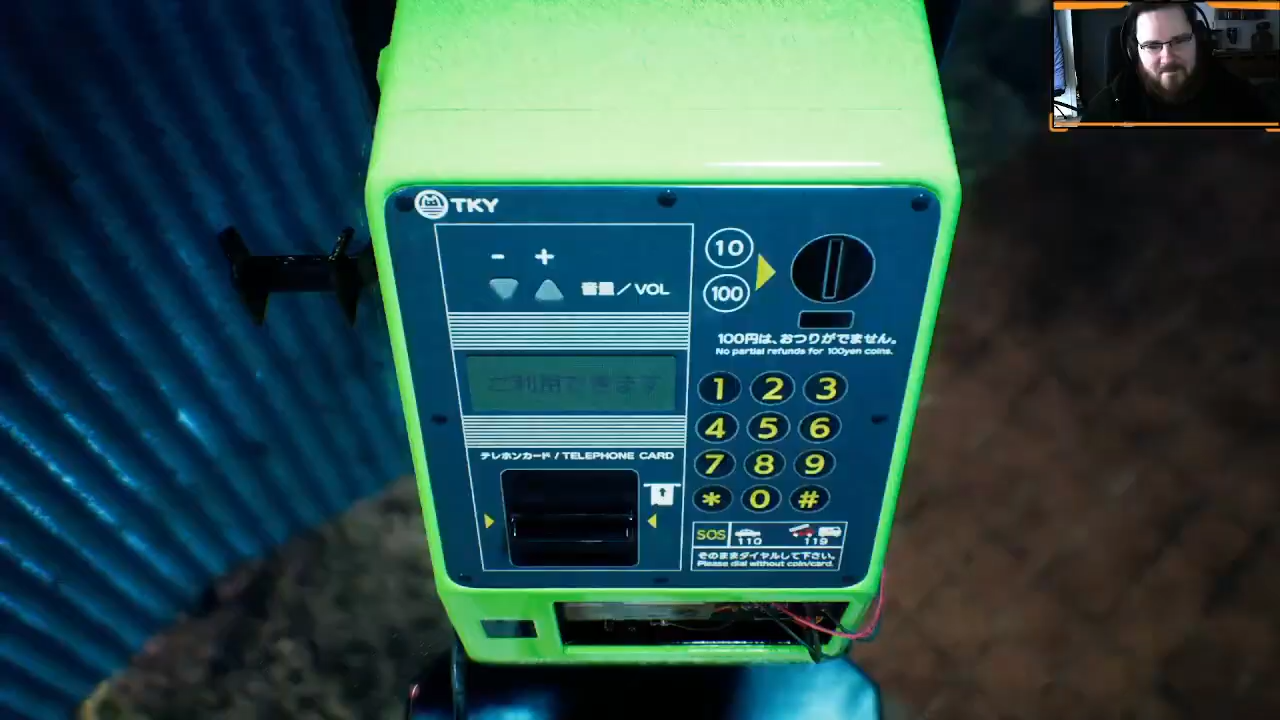 TKY
- +
音量/VOL
10
100
100円は、おつりがでません。
No partial refunds for 100yen coins.
ご利用できます
1 2 3
4 5 6
7 8 9
* 0 #
テレホンカード / TELEPHONE CARD
SOS 110 119
そのままダイヤルして下さい。
Please dial without coin/card.